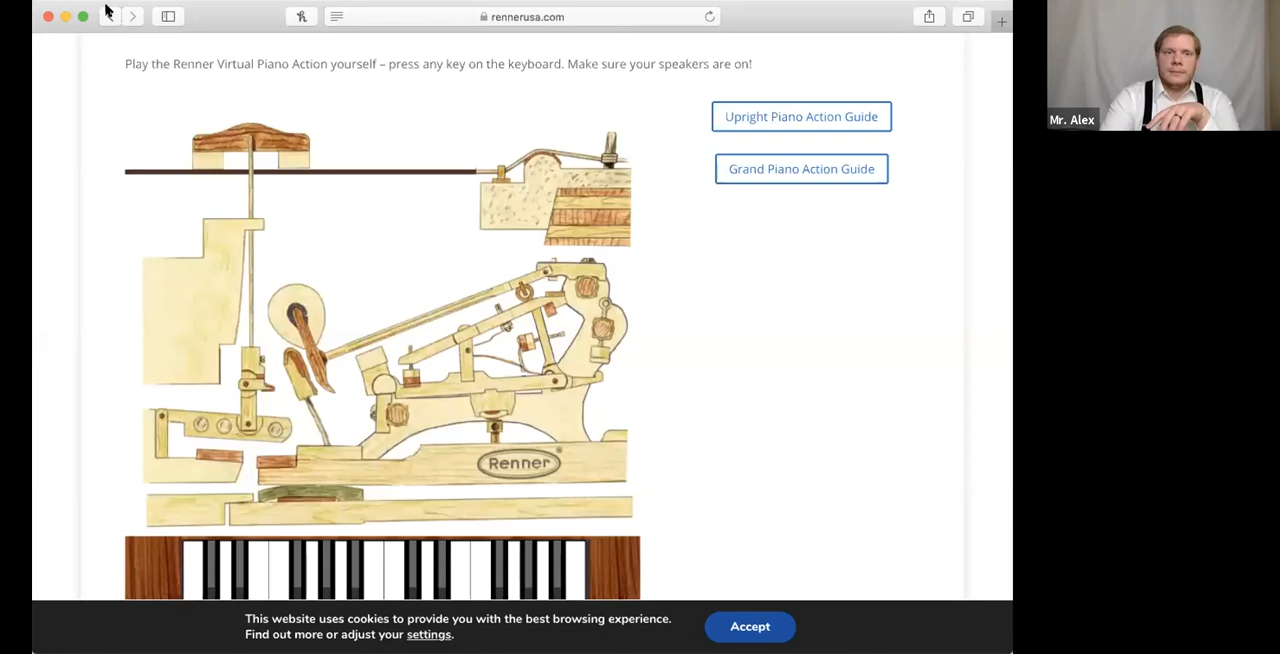 rennerusa.com
Play the Renner Virtual Piano Action yourself – press any key on the keyboard. Make sure your speakers are on!
Upright Piano Action Guide
Mr. Alex
Grand Piano Action Guide
Renner
This website uses cookies to provide you with the best browsing experience.
Find out more or adjust your settings.
Accept